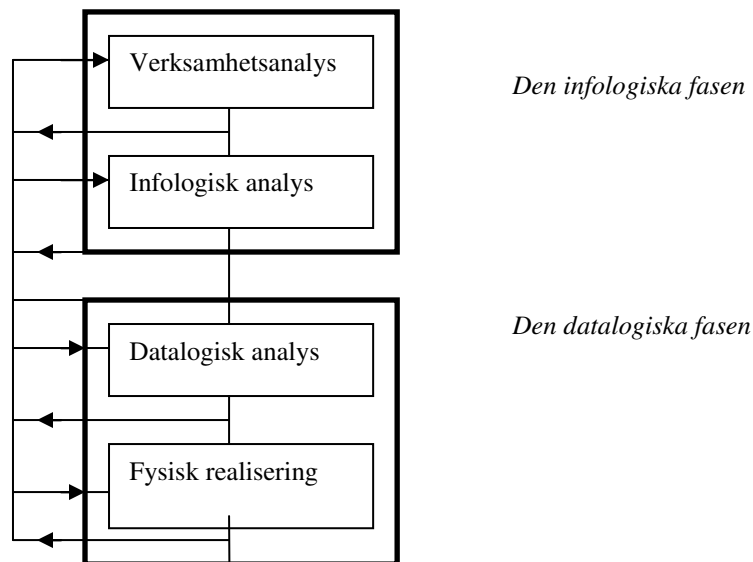 Verksamhetsanalys
Den infologiska fasen
Infologisk analys
Den datalogiska fasen
Datalogisk analys
Fysisk realisering